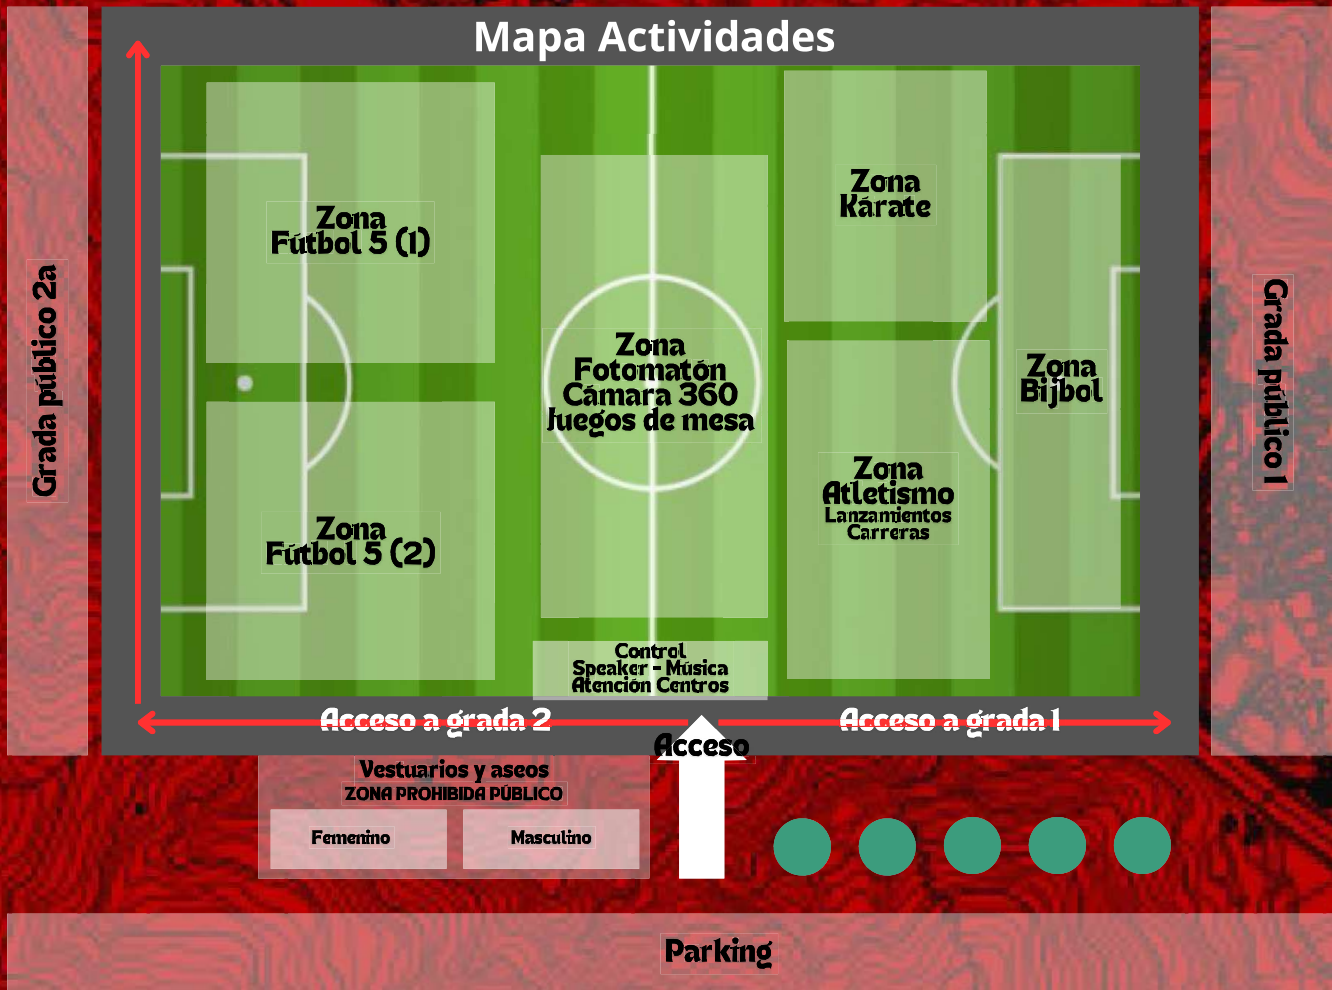 Mapa Actividades
Grada público 2a
Zona
Fútbol 5 (1)
Zona
Fútbol 5 (2)
Zona
Fotomatón
Cámara 360
Juegos de mesa
Zona
Kárate
Zona
Atletismo
Lanzamientos
Carreras
Zona
Bijbol
Grada público 1
Control
Speaker - Música
Atención Centros
Acceso a grada 2
Acceso a grada 1
Acceso
Vestuarios y aseos
ZONA PROHIBIDA PÚBLICO
Femenino
Masculino
Parking